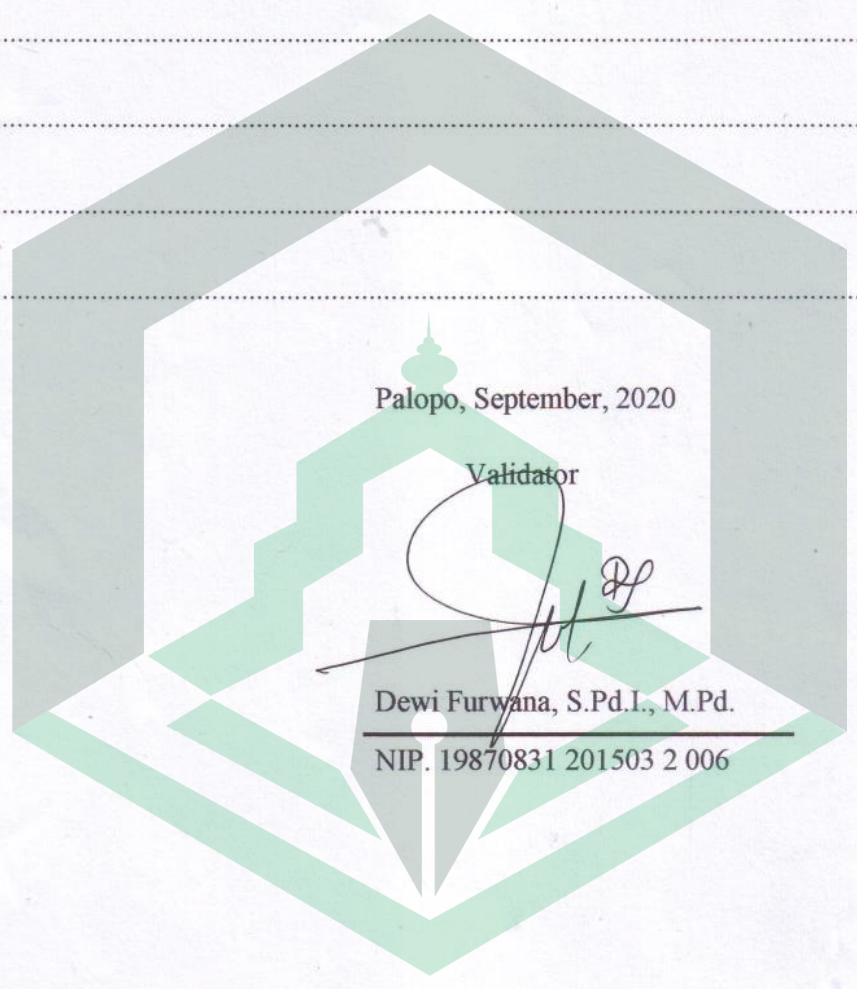 Palopo, September, 2020
Validator
Dewi Furwana, S.Pd.I., M.Pd.
NIP. 19870831 201503 2 006